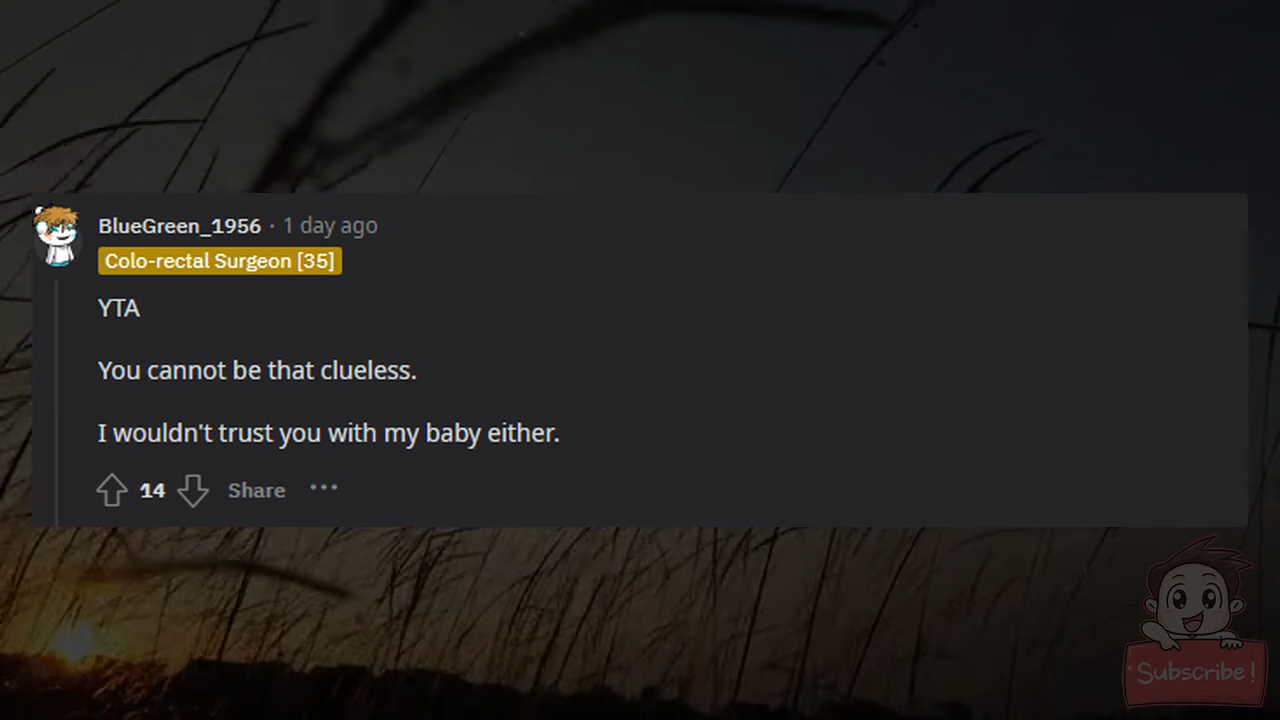 BlueGreen_1956 · 1 day ago
Colo-rectal Surgeon [35]
YTA
You cannot be that clueless.
I wouldn't trust you with my baby either.
14 Share ···
Subscribe!